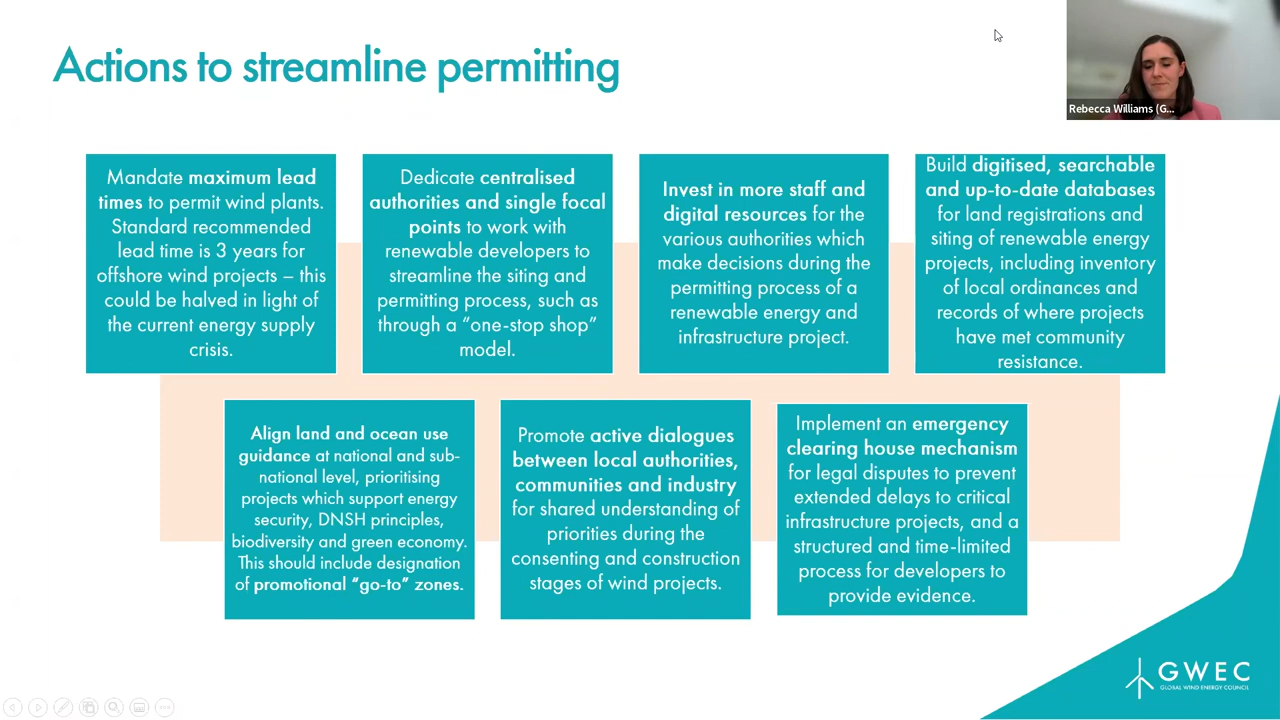 Actions to streamline permitting
Rebecca Williams (G...
Mandate maximum lead
times to permit wind plants.
Standard recommended
lead time is 3 years for
offshore wind projects – this
could be halved in light of
the current energy supply
crisis.
Dedicate centralised
authorities and single focal
points to work with
renewable developers to
streamline the siting and
permitting process, such as
through a “one-stop shop”
model.
Invest in more staff and
digital resources for the
various authorities which
make decisions during the
permitting process of a
renewable energy and
infrastructure project.
Build digitised, searchable
and up-to-date databases
for land registrations and
siting of renewable energy
projects, including inventory
of local ordinances and
records of where projects
have met community
resistance.
Align land and ocean use
guidance at national and sub-
national level, prioritising
projects which support energy
security, DNSH principles,
biodiversity and green economy.
This should include designation
of promotional “go-to” zones.
Promote active dialogues
between local authorities,
communities and industry
for shared understanding of
priorities during the
consenting and construction
stages of wind projects.
Implement an emergency
clearing house mechanism
for legal disputes to prevent
extended delays to critical
infrastructure projects, and a
structured and time-limited
process for developers to
provide evidence.
GWEC
GLOBAL WIND ENERGY COUNCIL